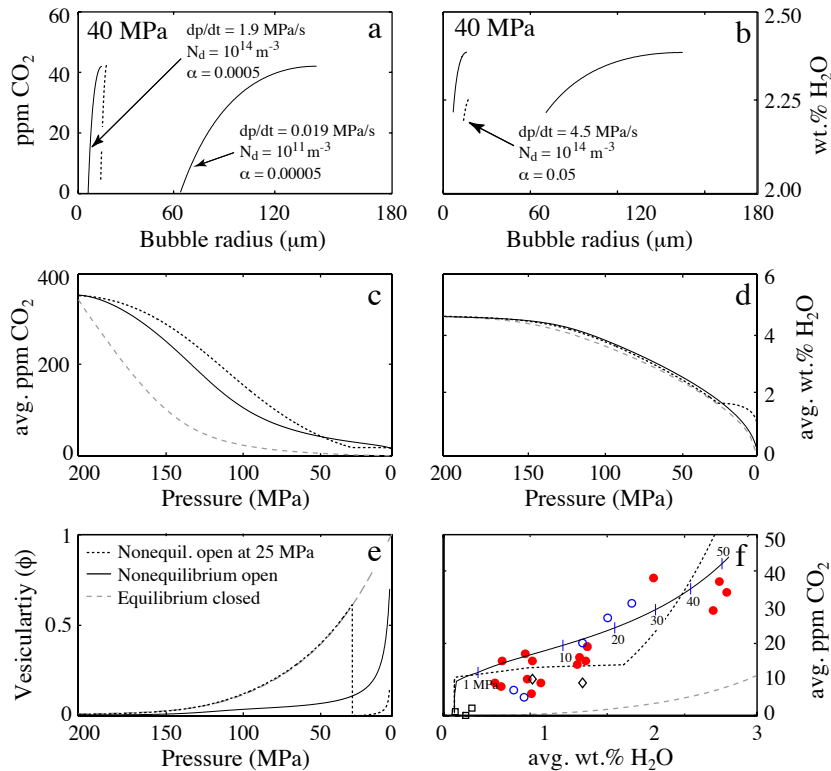 60
40
20
0
ppm CO2
40 MPa
dp/dt = 1.9 MPa/s
Nd = 10^14 m^-3
α = 0.0005
a
dp/dt = 0.019 MPa/s
Nd = 10^11 m^-3
α = 0.00005
0 60 120 180
Bubble radius (μm)
40 MPa
b
dp/dt = 4.5 MPa/s
Nd = 10^14 m^-3
α = 0.05
2.50
2.25
2.00
wt.% H2O
0 60 120 180
Bubble radius (μm)
400
200
0
avg. ppm CO2
c
200 150 100 50 0
Pressure (MPa)
d
6
4
2
0
avg. wt.% H2O
200 150 100 50 0
Pressure (MPa)
1
0.5
0
Vesiculartiy (ϕ)
e
Nonequil. open at 25 MPa
Nonequilibrium open
Equilibrium closed
200 150 100 50 0
Pressure (MPa)
f
1 MPa
10
20
30
40
50
50
40
30
20
10
0
avg. ppm CO2
0 1 2 3
avg. wt.% H2O